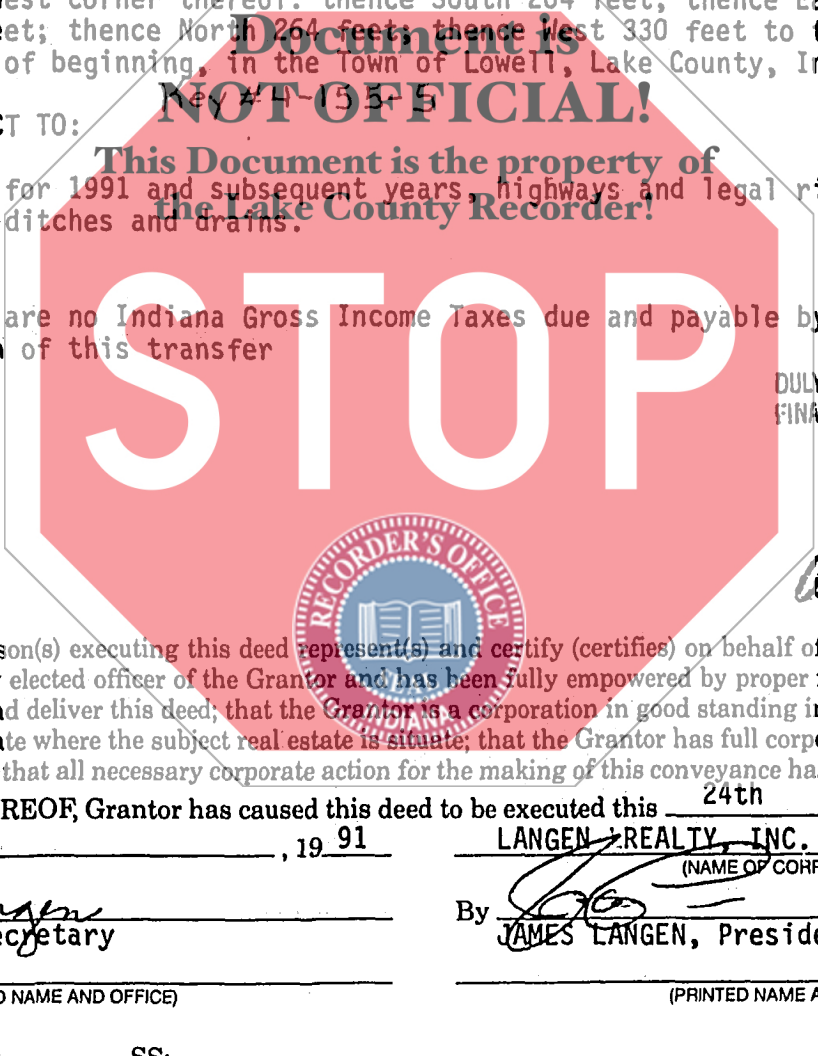 corner thereof: thence South 264 feet, thence
et; thence North 264 feet; thence West 330 feet to
Document is
of beginning, in the Town of Lowell, Lake County,
Key #4-155-5
NOT OFFICIAL!
TO:
This Document is the property of
for 1991 and subsequent years, highways and legal
the Lake County Recorder!
ditches and drains.
are no Indiana Gross Income Taxes due and payable by
of this transfer
STOP
DULY
FINA
RECORDER'S OFFICE
INDIANA
son(s) executing this deed represent(s) and certify (certifies) on behalf of
elected officer of the Grantor and has been fully empowered by proper
d deliver this deed; that the Grantor is a corporation in good standing in
te where the subject real estate is situate; that the Grantor has full corp
that all necessary corporate action for the making of this conveyance ha
REOF, Grantor has caused this deed to be executed this 24th
, 19 91 LANGEN REALTY, INC.
(NAME OF CORP
By
ecretary JAMES LANGEN, Preside
D NAME AND OFFICE) (PRINTED NAME A
SS: